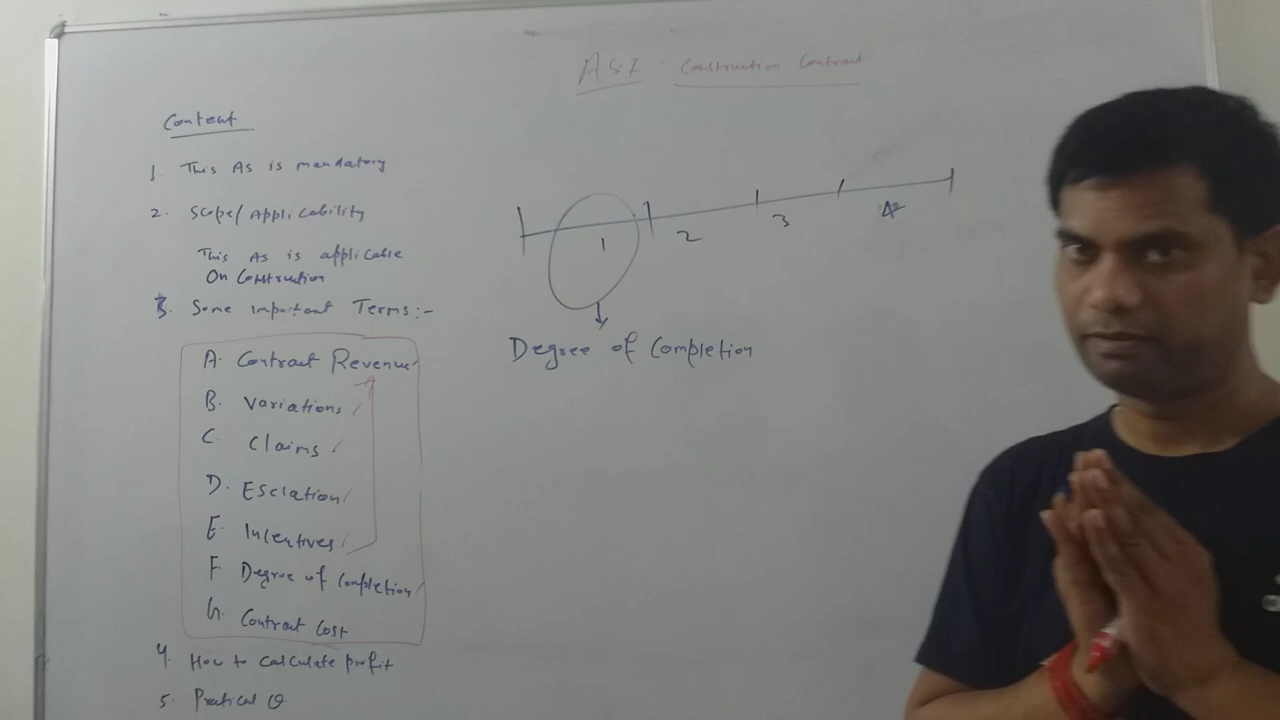 AS7 Construction Contract
Content
1. This AS is mandatory
2. Scope/Applicability
This AS is applicable
On Construction
3. Some important Terms:-
A. Contract Revenue
B. Variations
C. Claims
D. Esclation
E. Incentives
F Degree of Completion
G. Contract Cost
4. How to calculate profit
5. Practical Q
1 2 3 4
Degree of Completion